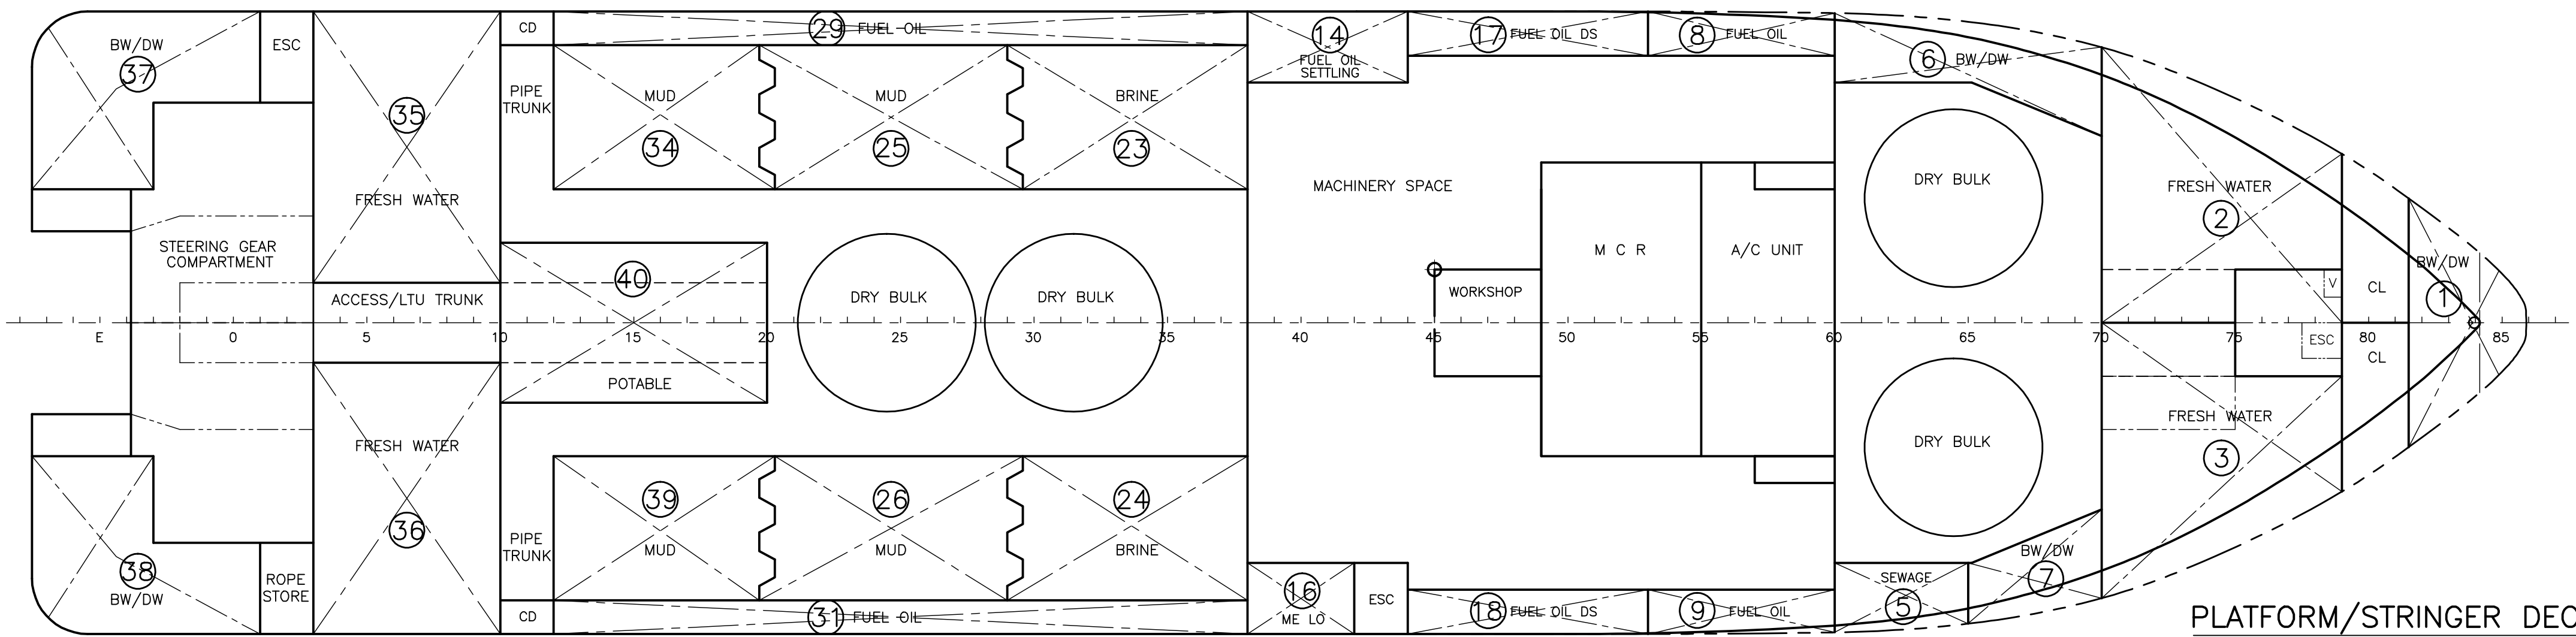 BW/DW
37
ESC
35
FRESH WATER
CD
29 FUEL OIL
PIPE
TRUNK
MUD
34
MUD
25
BRINE
23
14
FUEL OIL
SETTLING
17 FUEL OIL DS
8 FUEL OIL
6 BW/DW
MACHINERY SPACE
DRY BULK
FRESH WATER
2
STEERING GEAR
COMPARTMENT
ACCESS/LTU TRUNK
40
POTABLE
DRY BULK
DRY BULK
WORKSHOP
M C R
A/C UNIT
V
CL
BW/DW
1
E 0 5 10 15 20 25 30 35 40 45 50 55 60 65 70 75 80 85
ESC
CL
FRESH WATER
36
DRY BULK
FRESH WATER
3
39
MUD
26
MUD
24
BRINE
PIPE
TRUNK
38
BW/DW
ROPE
STORE
CD
31 FUEL OIL
16
ME LO
ESC
18 FUEL OIL DS
9 FUEL OIL
SEWAGE
5
BW/DW
7
PLATFORM/STRINGER DEC